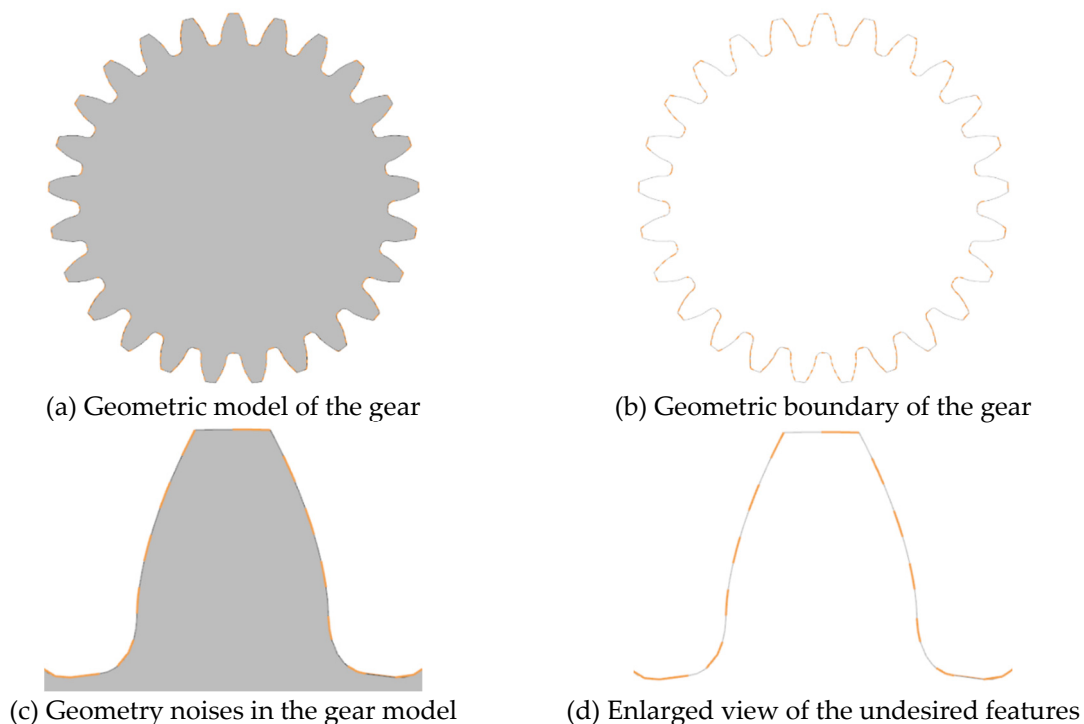 (a) Geometric model of the gear
(b) Geometric boundary of the gear
(c) Geometry noises in the gear model
(d) Enlarged view of the undesired features